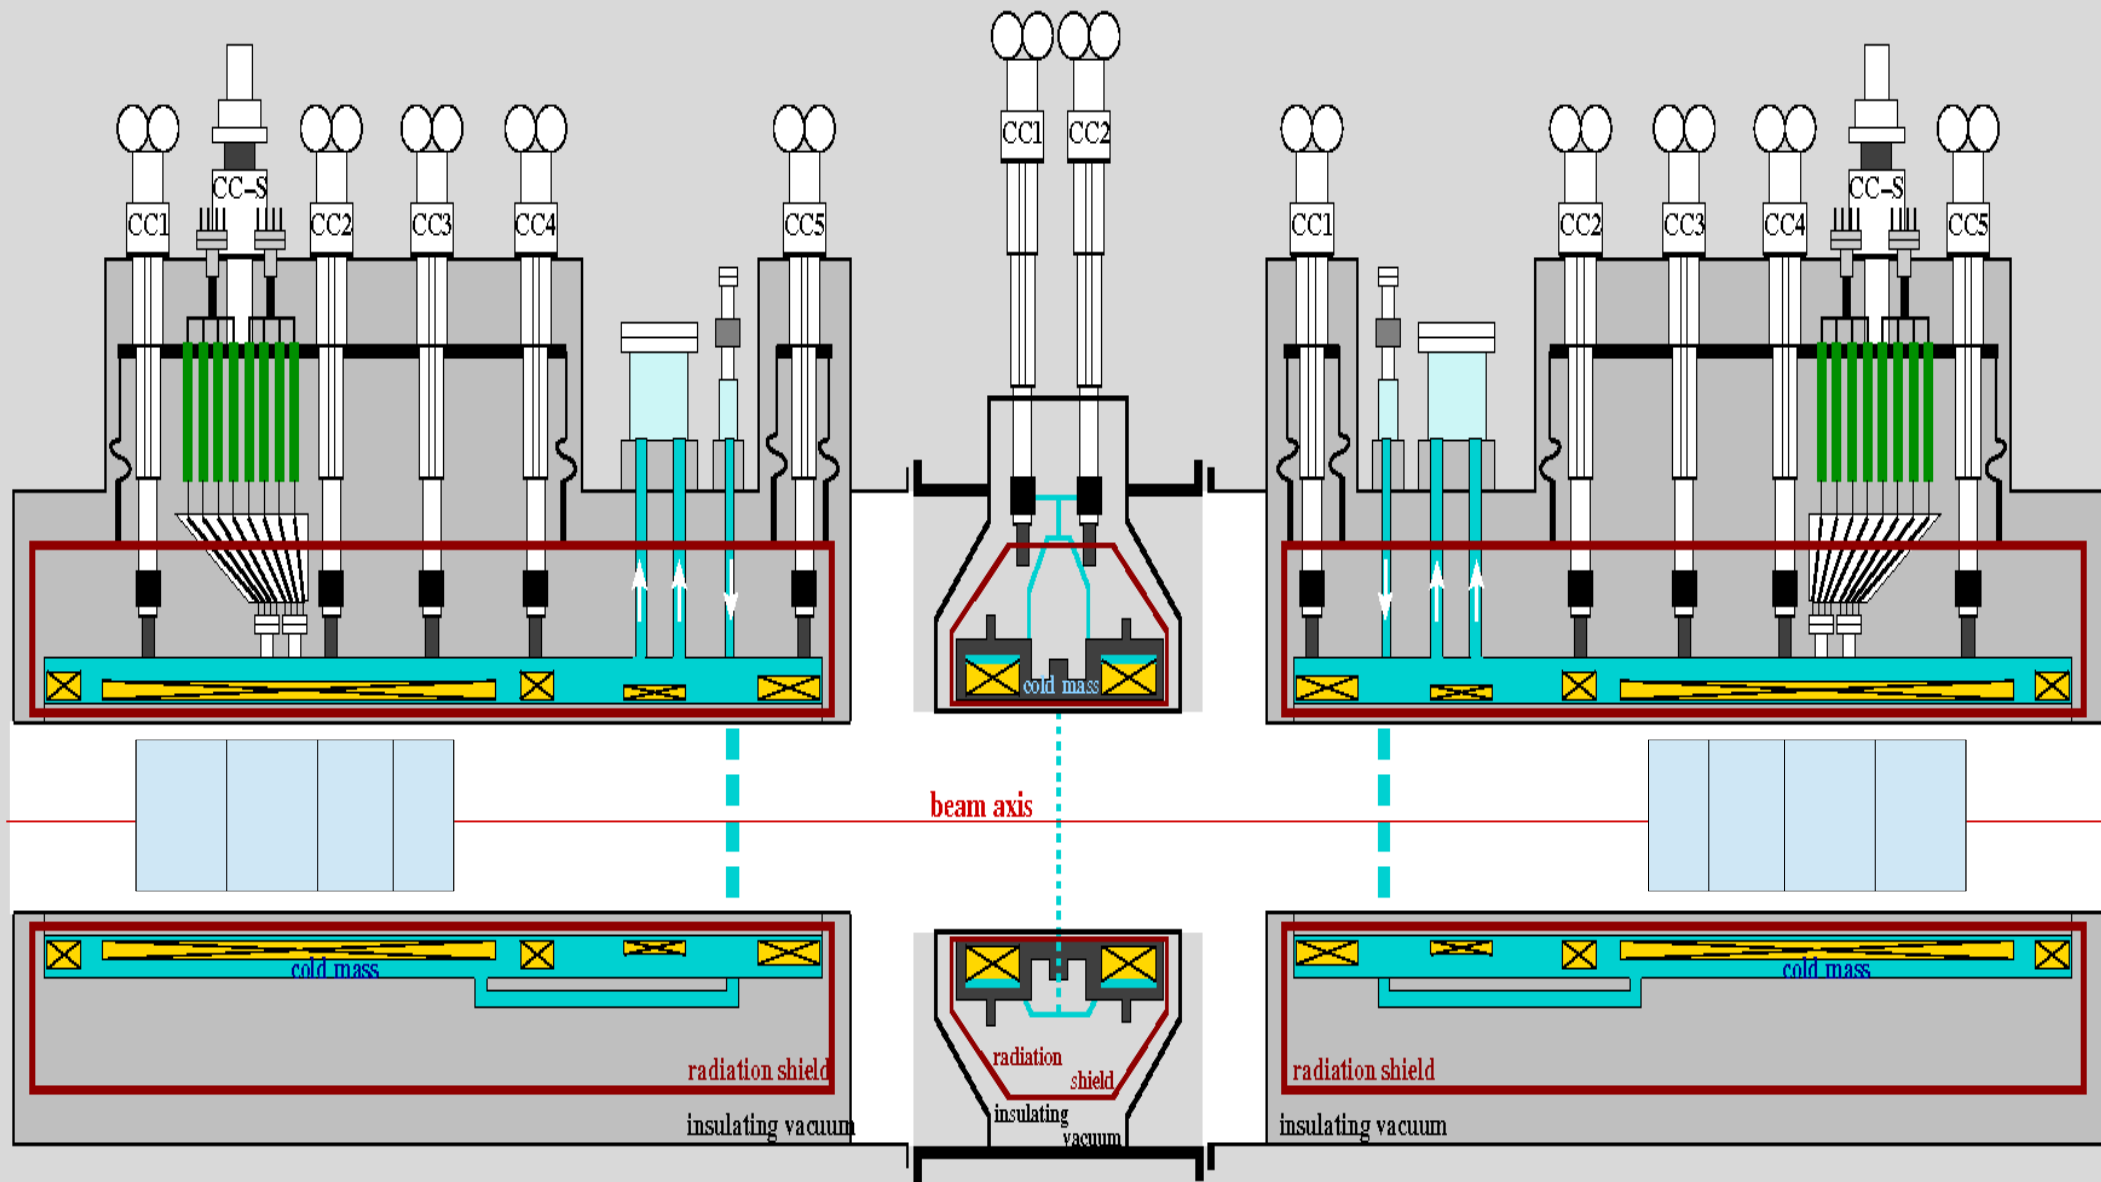 CC1 CC2
CC-S CC-S
CC1 CC2 CC3 CC4 CC5 CC1 CC2 CC3 CC4 CC5
cold mass
beam axis
cold mass cold mass
radiation
shield
radiation shield radiation shield
insulating
vacuum
insulating vacuum insulating vacuum